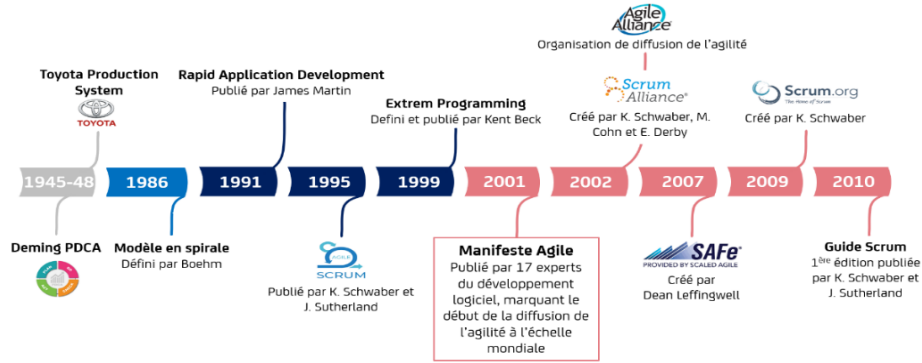 Agile
Alliance
Organisation de diffusion de l'agilité
Toyota Production
System
TOYOTA
Rapid Application Development
Publié par James Martin
Extrem Programming
Defini et publié par Kent Beck
Scrum
Alliance®
Créé par K. Schwaber, M.
Cohn et E. Derby
Scrum.org
The Home of Scrum
Créé par K. Schwaber
1945-48
1986
1991
1995
1999
2001
2002
2007
2009
2010
Deming PDCA
Modèle en spirale
Défini par Boehm
AGILE
SCRUM
Publié par K. Schwaber et
J. Sutherland
Manifeste Agile
Publié par 17 experts
du développement
logiciel, marquant le
début de la diffusion de
l'agilité à l'échelle
mondiale
SAFe®
PROVIDED BY SCALED AGILE
Créé par
Dean Leffingwell
Guide Scrum
1ère édition publiée
par K. Schwaber et
J. Sutherland